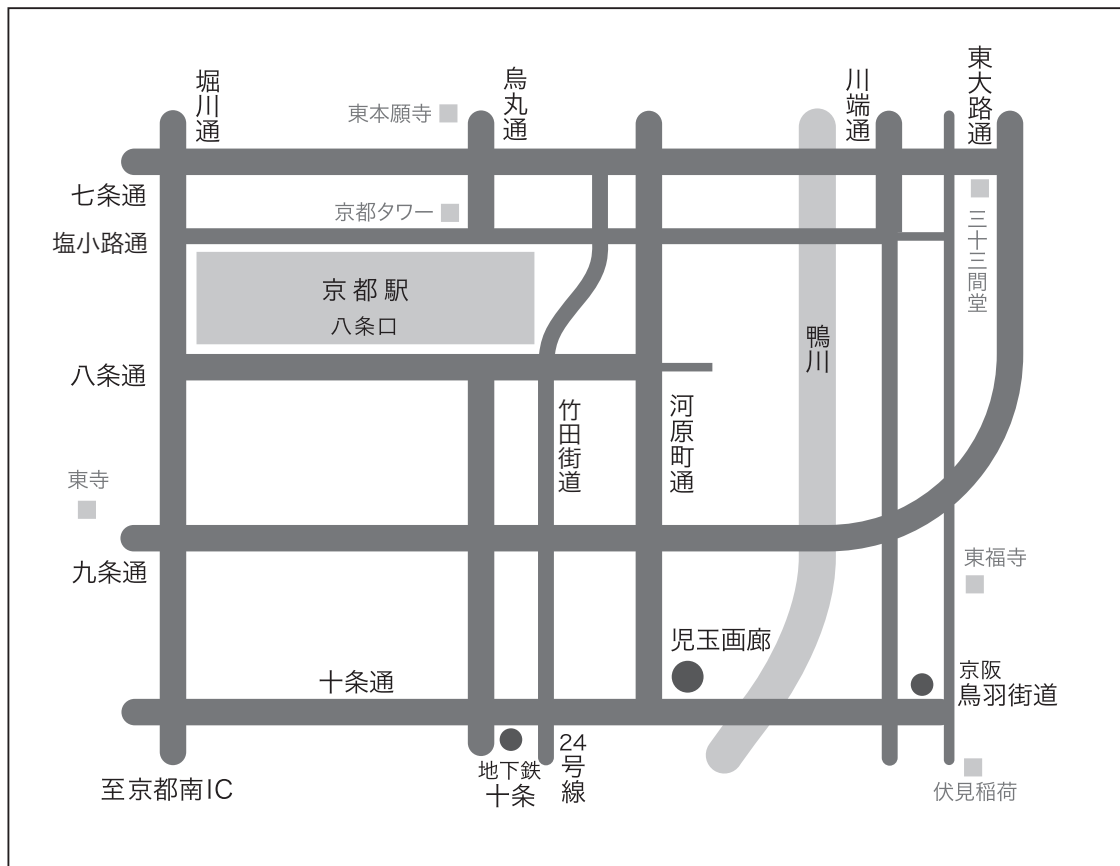 堀川通
烏丸通
川端通
東大路通
東本願寺
七条通
京都タワー
三十三間堂
塩小路通
京都駅
八条口
鴨川
八条通
竹田街道
河原町通
東寺
九条通
東福寺
児玉画廊
十条通
京阪
鳥羽街道
24号線
地下鉄
十条
至京都南IC
伏見稲荷